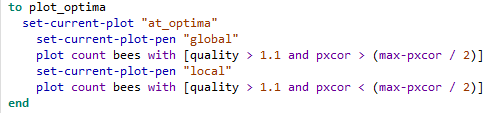 to plot_optima
set-current-plot "at_optima"
set-current-plot-pen "global"
plot count bees with [quality > 1.1 and pxcor > (max-pxcor / 2)]
set-current-plot-pen "local"
plot count bees with [quality > 1.1 and pxcor < (max-pxcor / 2)]
end